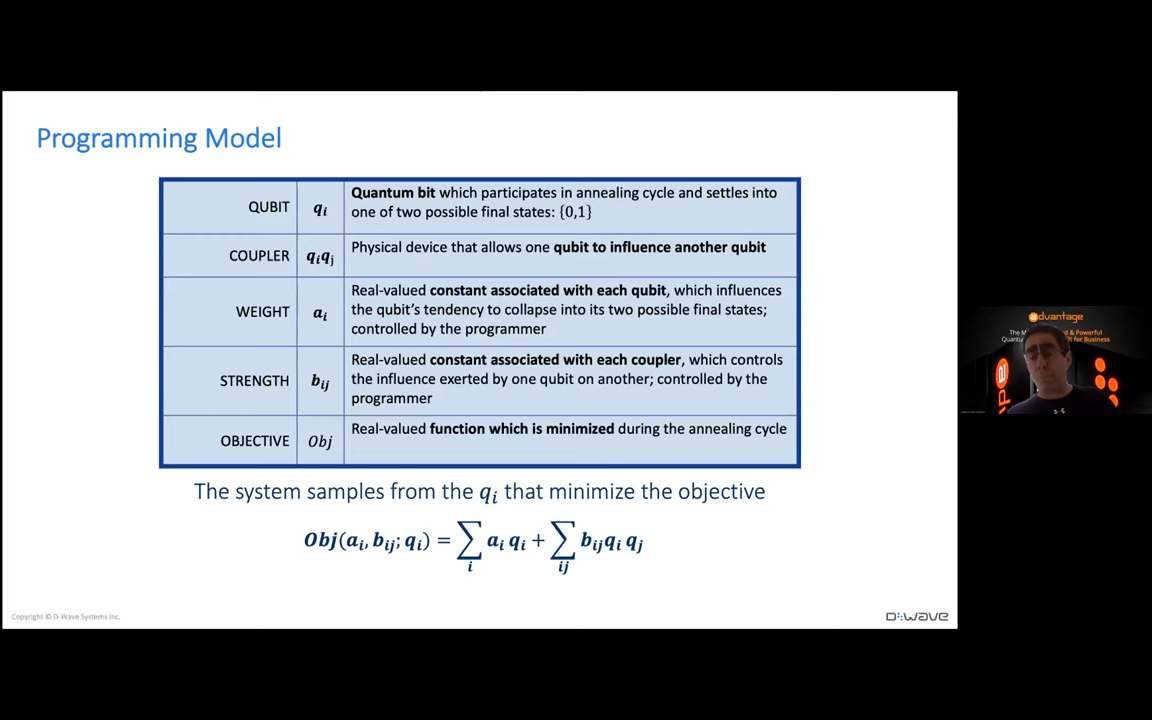 Programming Model
QUBIT
qᵢ
Quantum bit which participates in annealing cycle and settles into
one of two possible final states: {0,1}
COUPLER
qᵢqⱼ
Physical device that allows one qubit to influence another qubit
WEIGHT
aᵢ
Real-valued constant associated with each qubit, which influences
the qubit's tendency to collapse into its two possible final states;
controlled by the programmer
STRENGTH
bᵢⱼ
Real-valued constant associated with each coupler, which controls
the influence exerted by one qubit on another; controlled by the
programmer
OBJECTIVE
Obj
Real-valued function which is minimized during the annealing cycle
The system samples from the qᵢ that minimize the objective
Obj(aᵢ, bᵢⱼ; qᵢ) = ∑ᵢ aᵢ qᵢ + ∑ᵢⱼ bᵢⱼqᵢ qⱼ
Copyright © D-Wave Systems Inc.
D:wave
advantage
The
& Powerful
Quantu
for Business